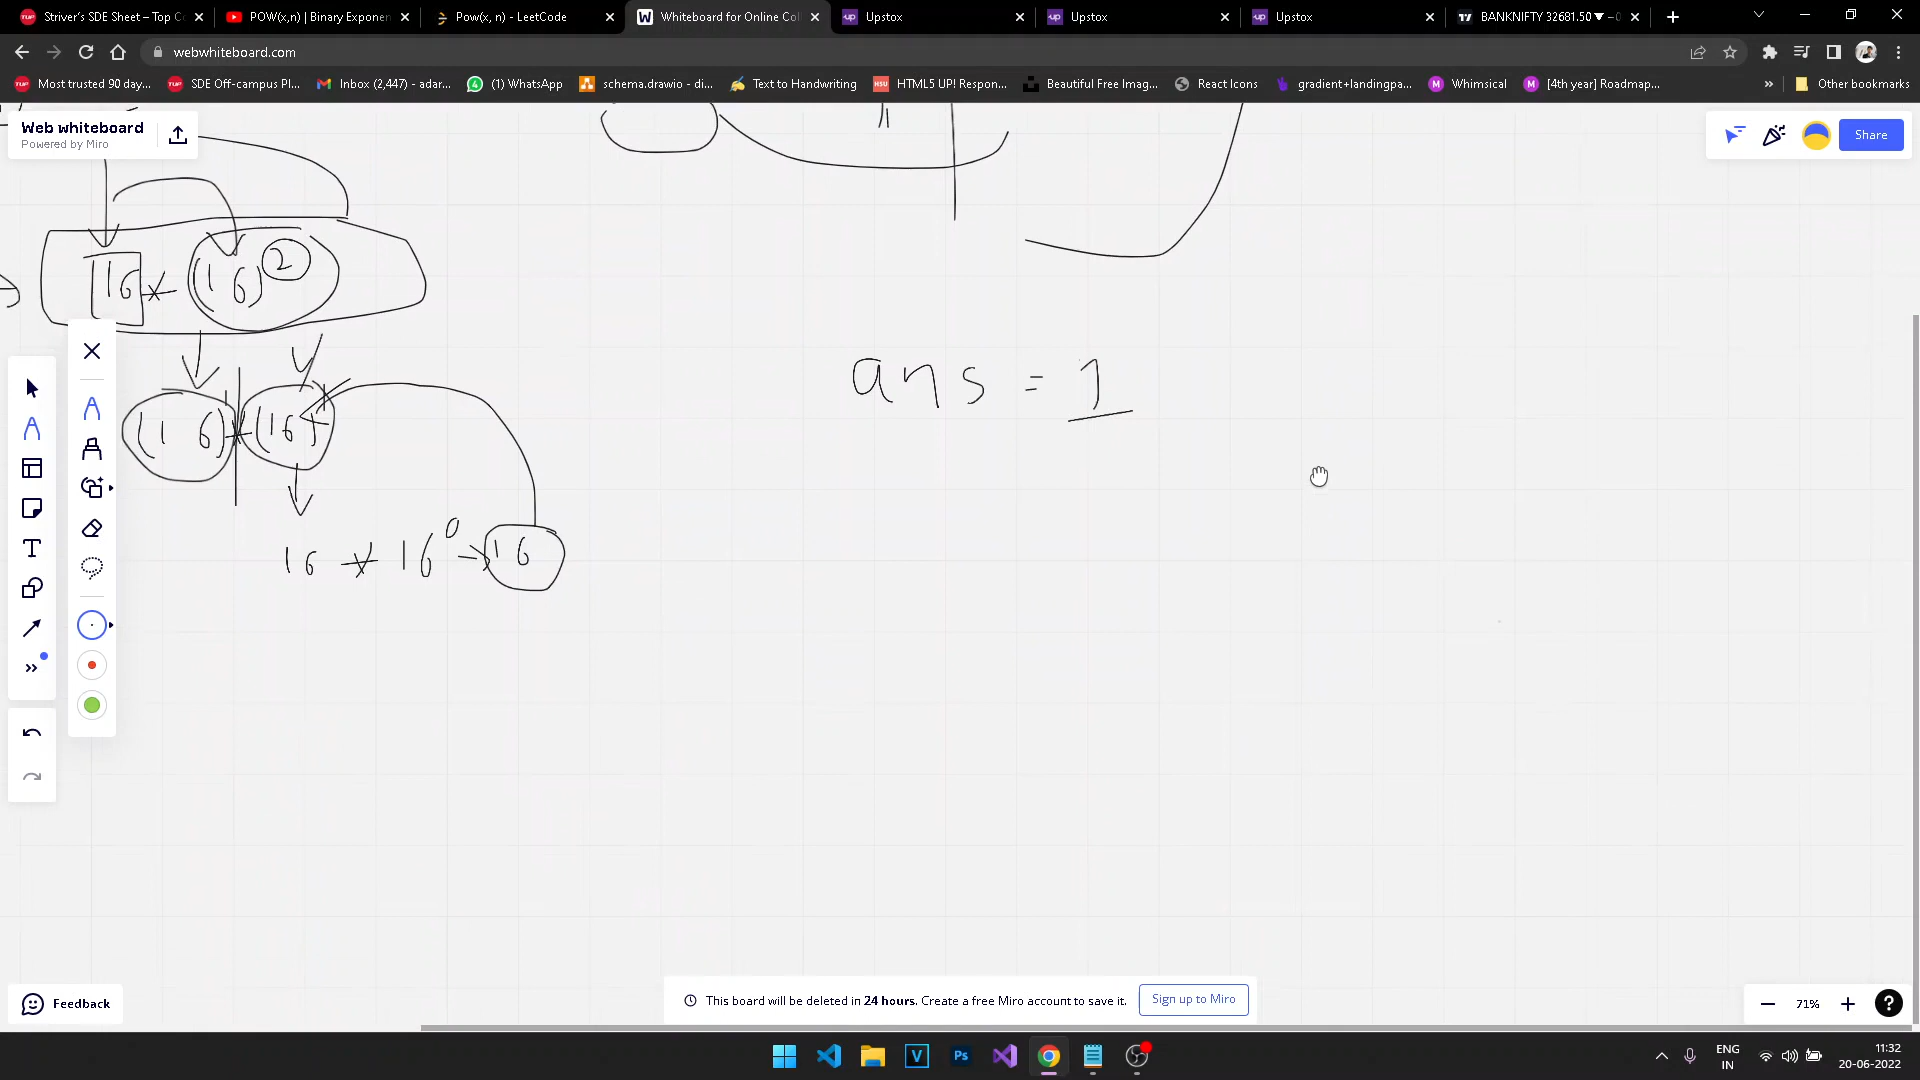 Striver's SDE Sheet – Top C
POW(x,n) | Binary Exponen
Pow(x, n) - LeetCode
Whiteboard for Online Col
Upstox
Upstox
Upstox
BANKNIFTY 32681.50 ▼ −0
webwhiteboard.com
Most trusted 90 day...
SDE Off-campus Pl...
Inbox (2,447) - adar...
(1) WhatsApp
schema.drawio - di...
Text to Handwriting
HTML5 UP! Respon...
Beautiful Free Imag...
React Icons
gradient+landingpa...
Whimsical
[4th year] Roadmap...
»
Other bookmarks
Web whiteboard
Powered by Miro
Share
16 * (16)²
(16)¹ * (16)¹
16 * 16⁰ → 16
ans = 1
Feedback
This board will be deleted in 24 hours. Create a free Miro account to save it.
Sign up to Miro
− 71% + ?
ENG
IN
11:32
20-06-2022